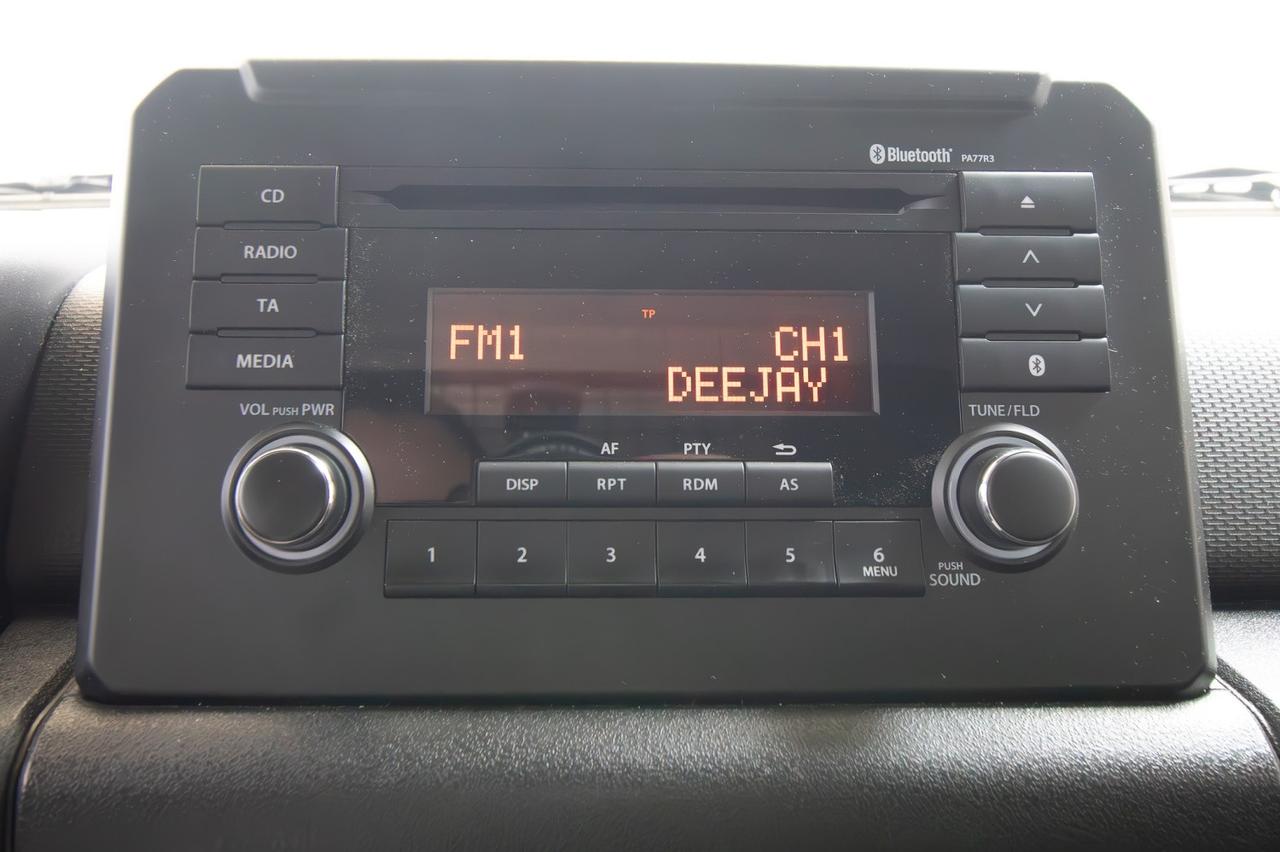 Bluetooth PA77R3
CD
RADIO
TA
MEDIA
TP
FM1 CH1
DEEJAY
VOL PUSH PWR
TUNE/FLD
AF PTY
DISP RPT RDM AS
1 2 3 4 5 6
MENU
PUSH
SOUND